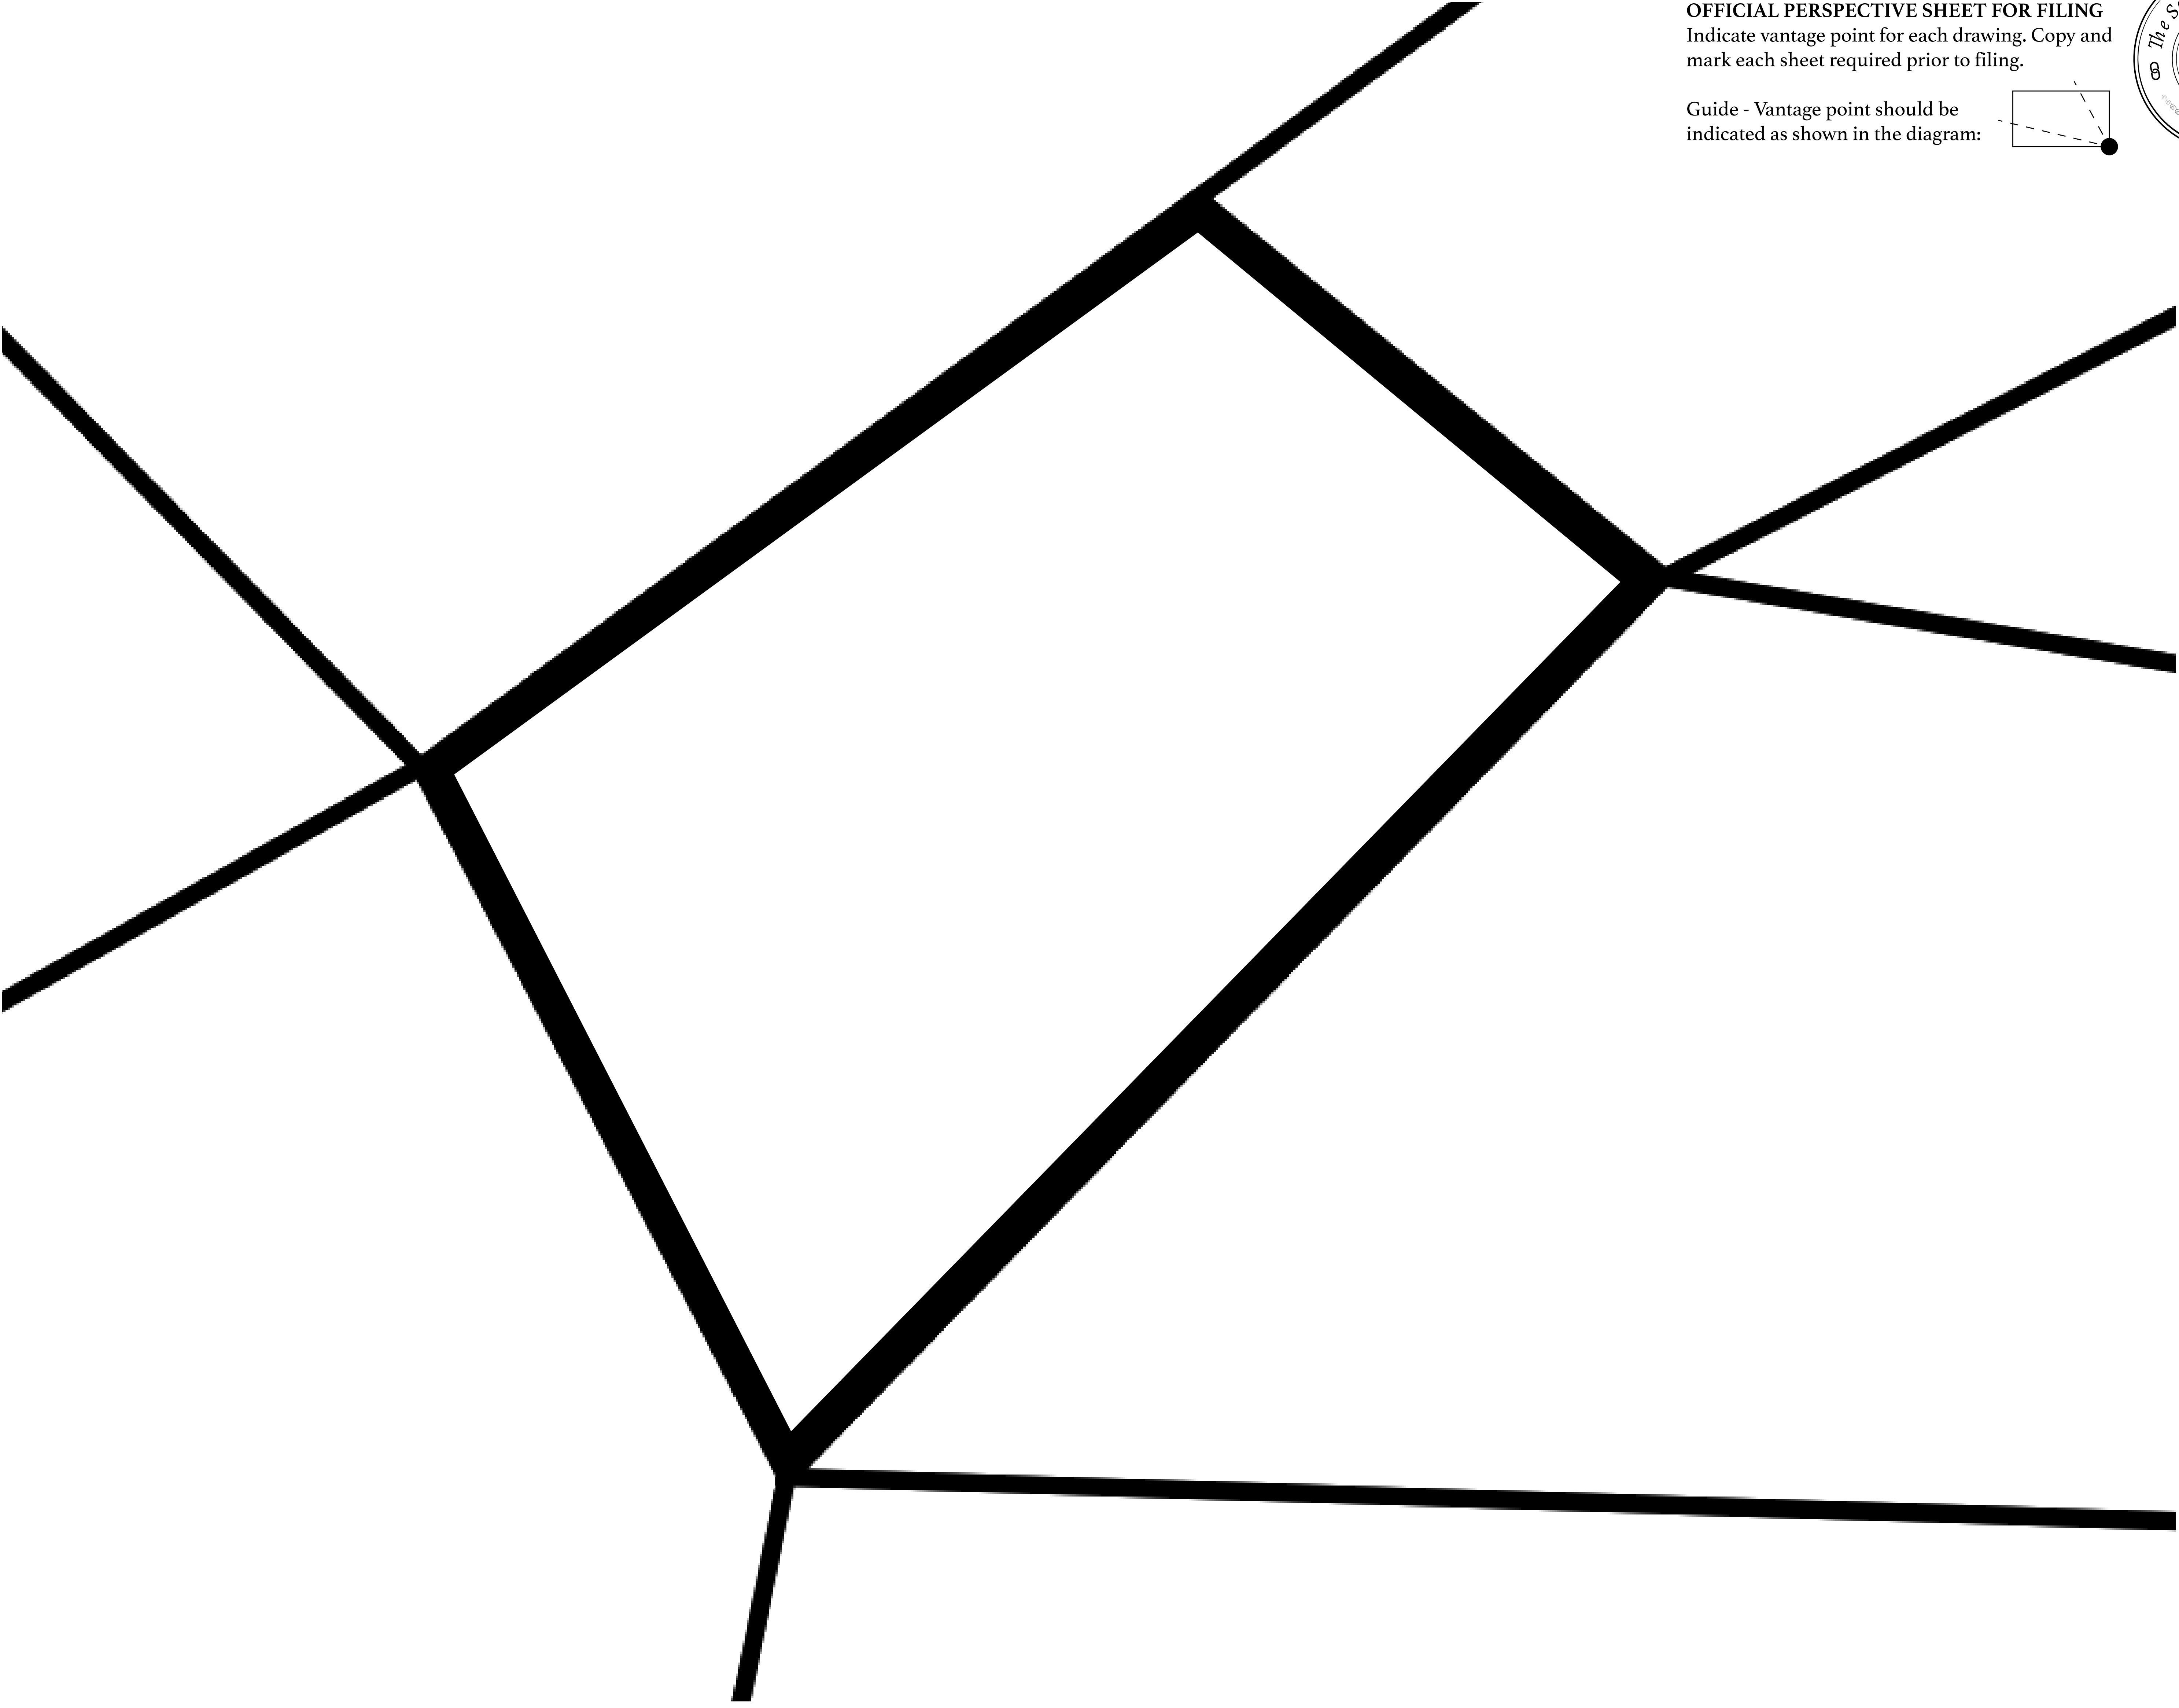 OFFICIAL PERSPECTIVE SHEET FOR FILING
Indicate vantage point for each drawing. Copy and
mark each sheet required prior to filing.
Guide - Vantage point should be
indicated as shown in the diagram:
The